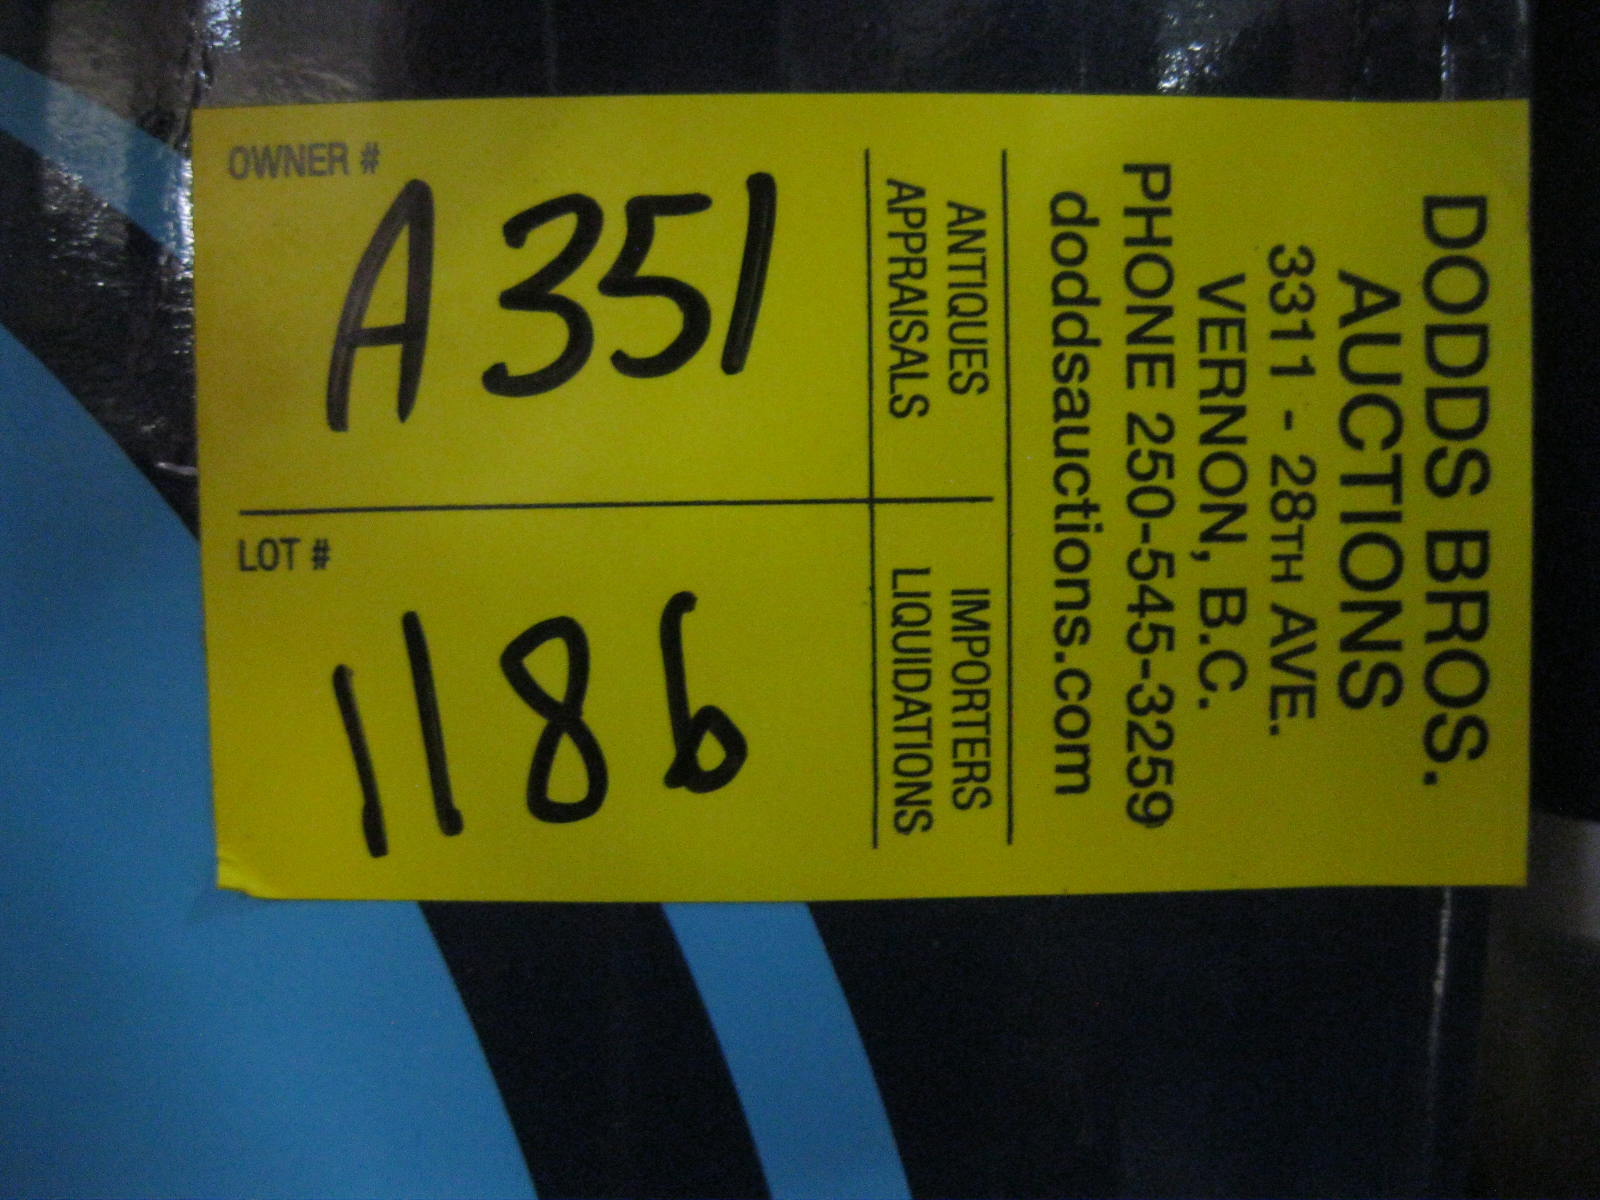 DODDS BROS.
AUCTIONS
3311 - 28TH AVE.
VERNON, B.C.
PHONE 250-545-3259
doddsauctions.com
ANTIQUES
APPRAISALS
IMPORTERS
LIQUIDATIONS
OWNER #
A351
LOT #
1186